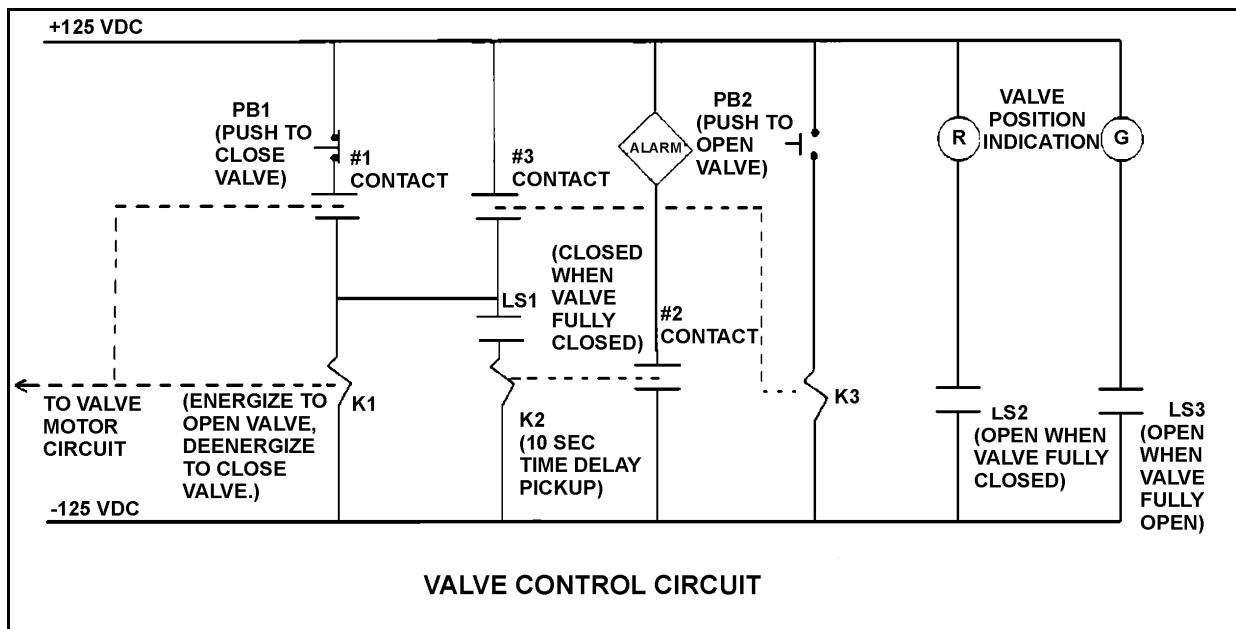 +125 VDC
PB1
(PUSH TO
CLOSE
VALVE)
#1
CONTACT
#3
CONTACT
ALARM
PB2
(PUSH TO
OPEN
VALVE)
R
VALVE
POSITION
INDICATION
G
LS1
(CLOSED
WHEN
VALVE
FULLY
CLOSED)
#2
CONTACT
TO VALVE
MOTOR
CIRCUIT
(ENERGIZE TO
OPEN VALVE,
DEENERGIZE
TO CLOSE
VALVE.)
K1
K2
(10 SEC
TIME DELAY
PICKUP)
K3
LS2
(OPEN WHEN
VALVE FULLY
CLOSED)
LS3
(OPEN
WHEN
VALVE
FULLY
OPEN)
-125 VDC
VALVE CONTROL CIRCUIT